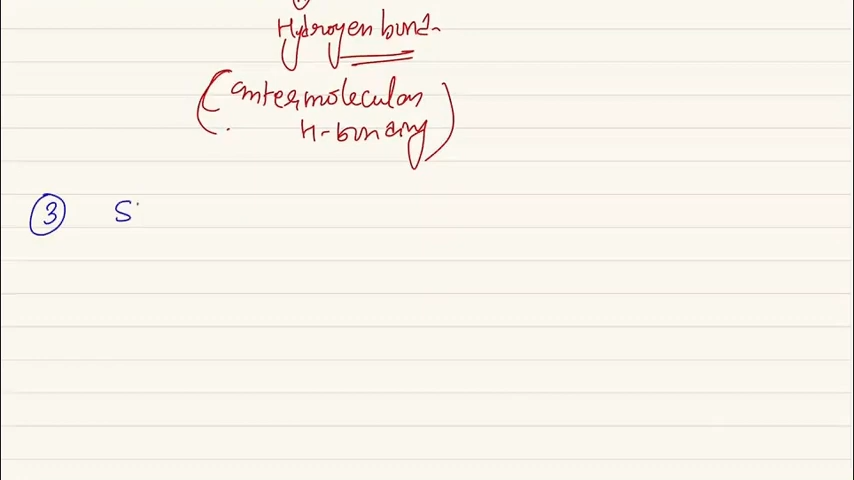 Hydrogen bond
(intermolecular
H-bonding)
③ S